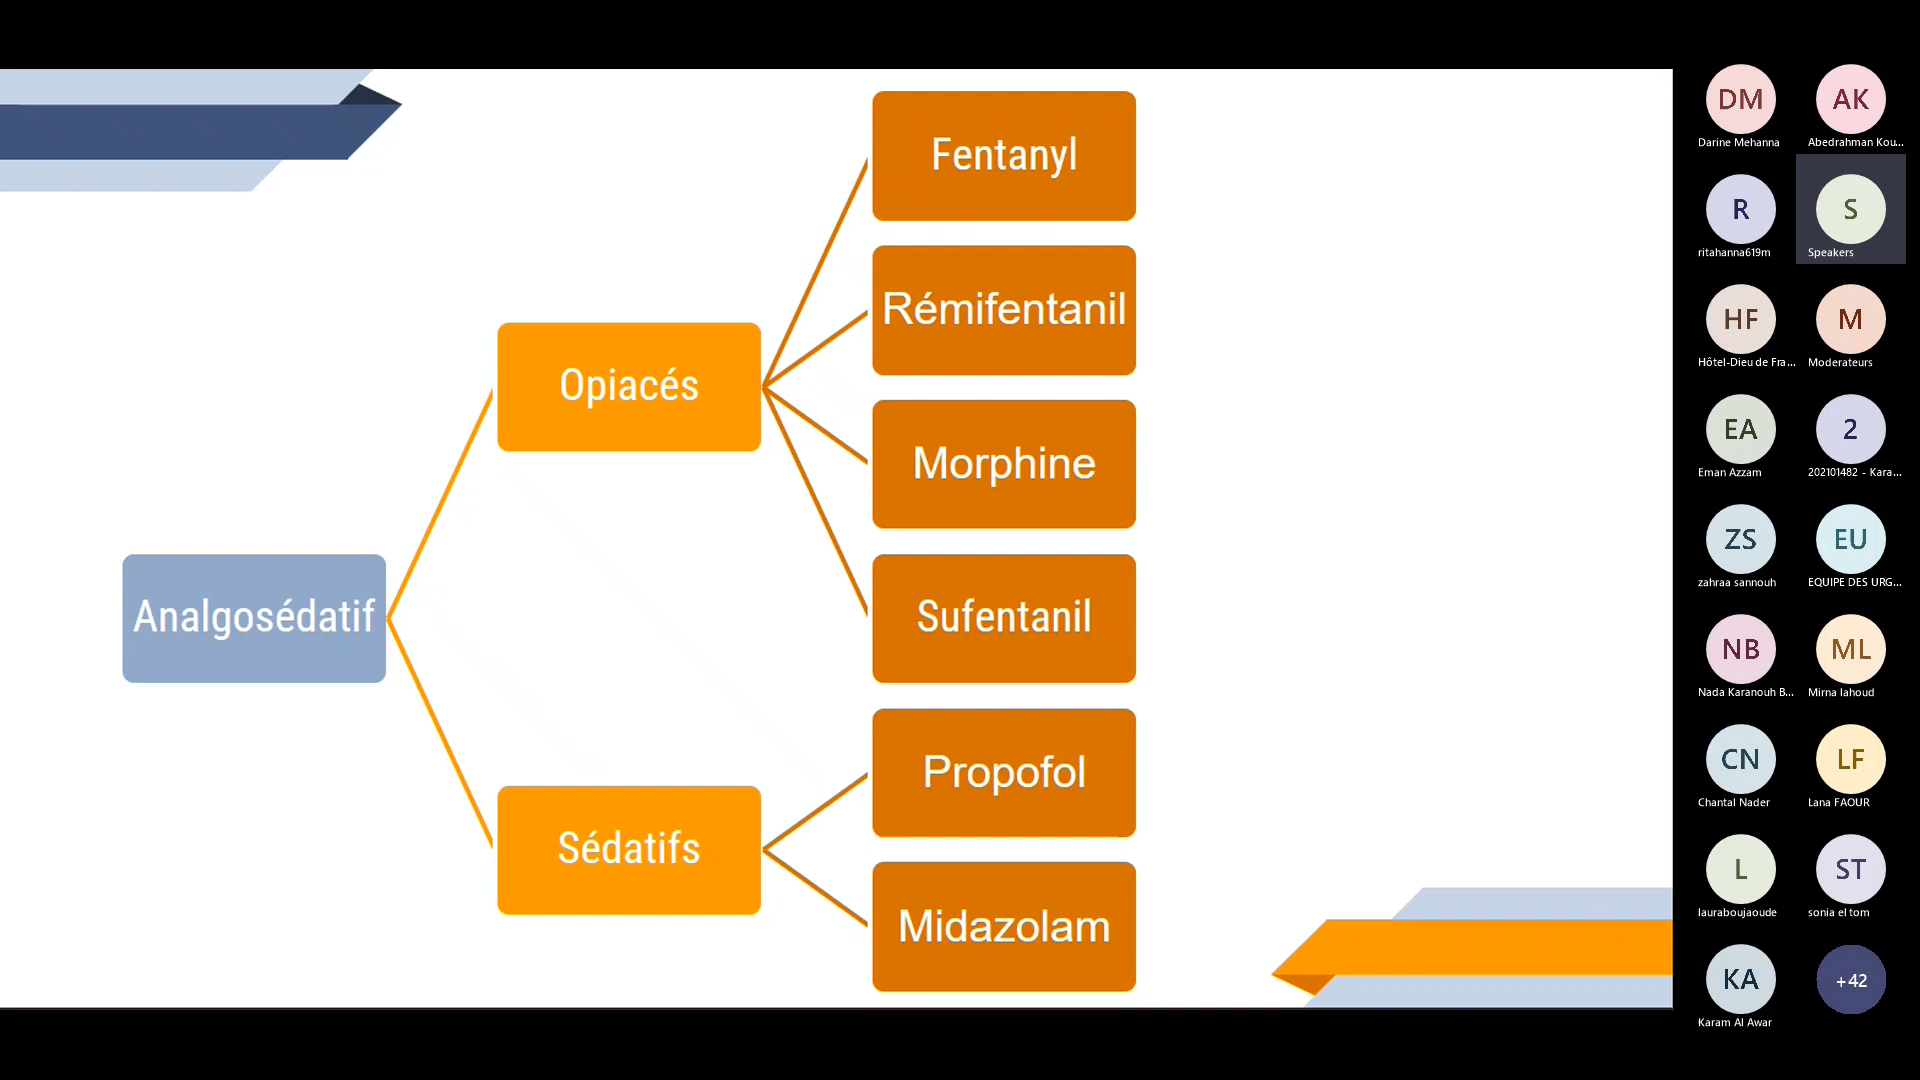 Analgosédatif
Opiacés
Sédatifs
Fentanyl
Rémifentanil
Morphine
Sufentanil
Propofol
Midazolam
DM
Darine Mehanna
AK
Abedrahman Kou...
R
ritahanna619m
S
Speakers
HF
Hôtel-Dieu de Fra...
M
Moderateurs
EA
Eman Azzam
2
202101482 - Kara...
ZS
zahraa sannouh
EU
EQUIPE DES URG...
NB
Nada Karanouh B...
ML
Mirna lahoud
CN
Chantal Nader
LF
Lana FAOUR
L
lauraboujaoude
ST
sonia el tom
KA
Karam Al Awar
+42